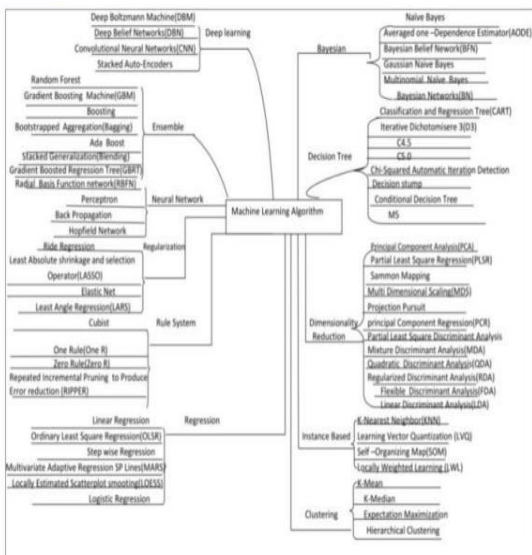 Deep Boltzmann Machine(DBM)
Deep Belief Networks(DBN)
Convolutional Neural Networks(CNN)
Stacked Auto-Encoders
Deep learning
Random Forest
Gradient Boosting Machine(GBM)
Boosting
Bootstrapped Aggregation(Bagging)
Ada Boost
Stacked Generalization(Blending)
Gradient Boosted Regression Tree(GBRT)
Ensemble
Radial Basis Function network(RBFN)
Perceptron
Back Propagation
Hopfield Network
Neural Network
Ride Regression
Least Absolute shrinkage and selection
Operator(LASSO)
Elastic Net
Least Angle Regression(LARS)
Regularization
Cubist
One Rule(One R)
Zero Rule(Zero R)
Repeated Incremental Pruning to Produce
Error reduction (RIPPER)
Rule System
Linear Regression
Ordinary Least Square Regression(OLSR)
Step wise Regression
Multivariate Adaptive Regression SP Lines(MARS)
Locally Estimated Scatterplot smooting(LOESS)
Logistic Regression
Regression
Machine Learning Algorithm
Bayesian
Naïve Bayes
Averaged one –Dependence Estimator(AODE)
Bayesian Belief Nework(BFN)
Gaussian Naive Bayes
Multinomial Naive Bayes
Bayesian Networks(BN)
Decision Tree
Classification and Regression Tree(CART)
Iterative Dichotomisere 3(D3)
C4.5
C5.0
Chi-Squared Automatic Iteration Detection
Decision stump
Conditional Decision Tree
M5
Dimensionality
Reduction
Principal Component Analysis(PCA)
Partial Least Square Regression(PLSR)
Sammon Mapping
Multi Dimensional Scaling(MDS)
Projection Pursuit
principal Component Regression(PCR)
Partial Least Square Discriminant Analysis
Mixture Discriminant Analysis(MDA)
Quadratic Discriminant Analysis(QDA)
Regularized Discriminant Analysis(RDA)
Flexible Discriminant Analysis(FDA)
Linear Discriminant Analysis(LDA)
Instance Based
K-Nearest Neighbor(KNN)
Learning Vector Quantization (LVQ)
Self –Organizing Map(SOM)
Locally Weighted Learning (LWL)
Clustering
K-Mean
K-Median
Expectation Maximization
Hierarchical Clustering